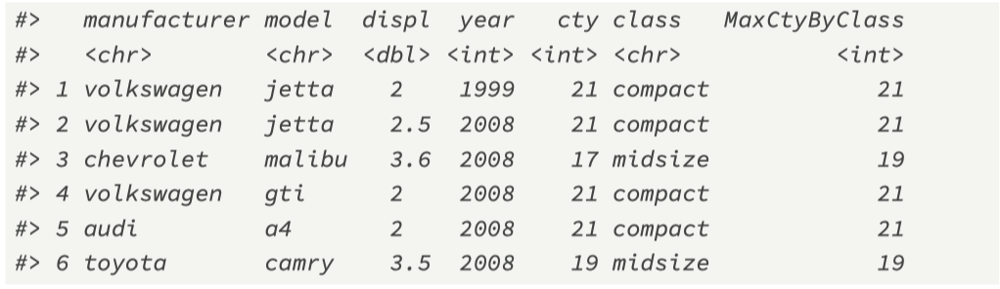 #>   manufacturer model  displ  year   cty class   MaxCtyByClass
#>   <chr>        <chr>  <dbl> <int> <int> <chr>           <int>
#> 1 volkswagen   jetta    2    1999    21 compact            21
#> 2 volkswagen   jetta    2.5  2008    21 compact            21
#> 3 chevrolet    malibu   3.6  2008    17 midsize            19
#> 4 volkswagen   gti      2    2008    21 compact            21
#> 5 audi         a4       2    2008    21 compact            21
#> 6 toyota       camry    3.5  2008    19 midsize            19